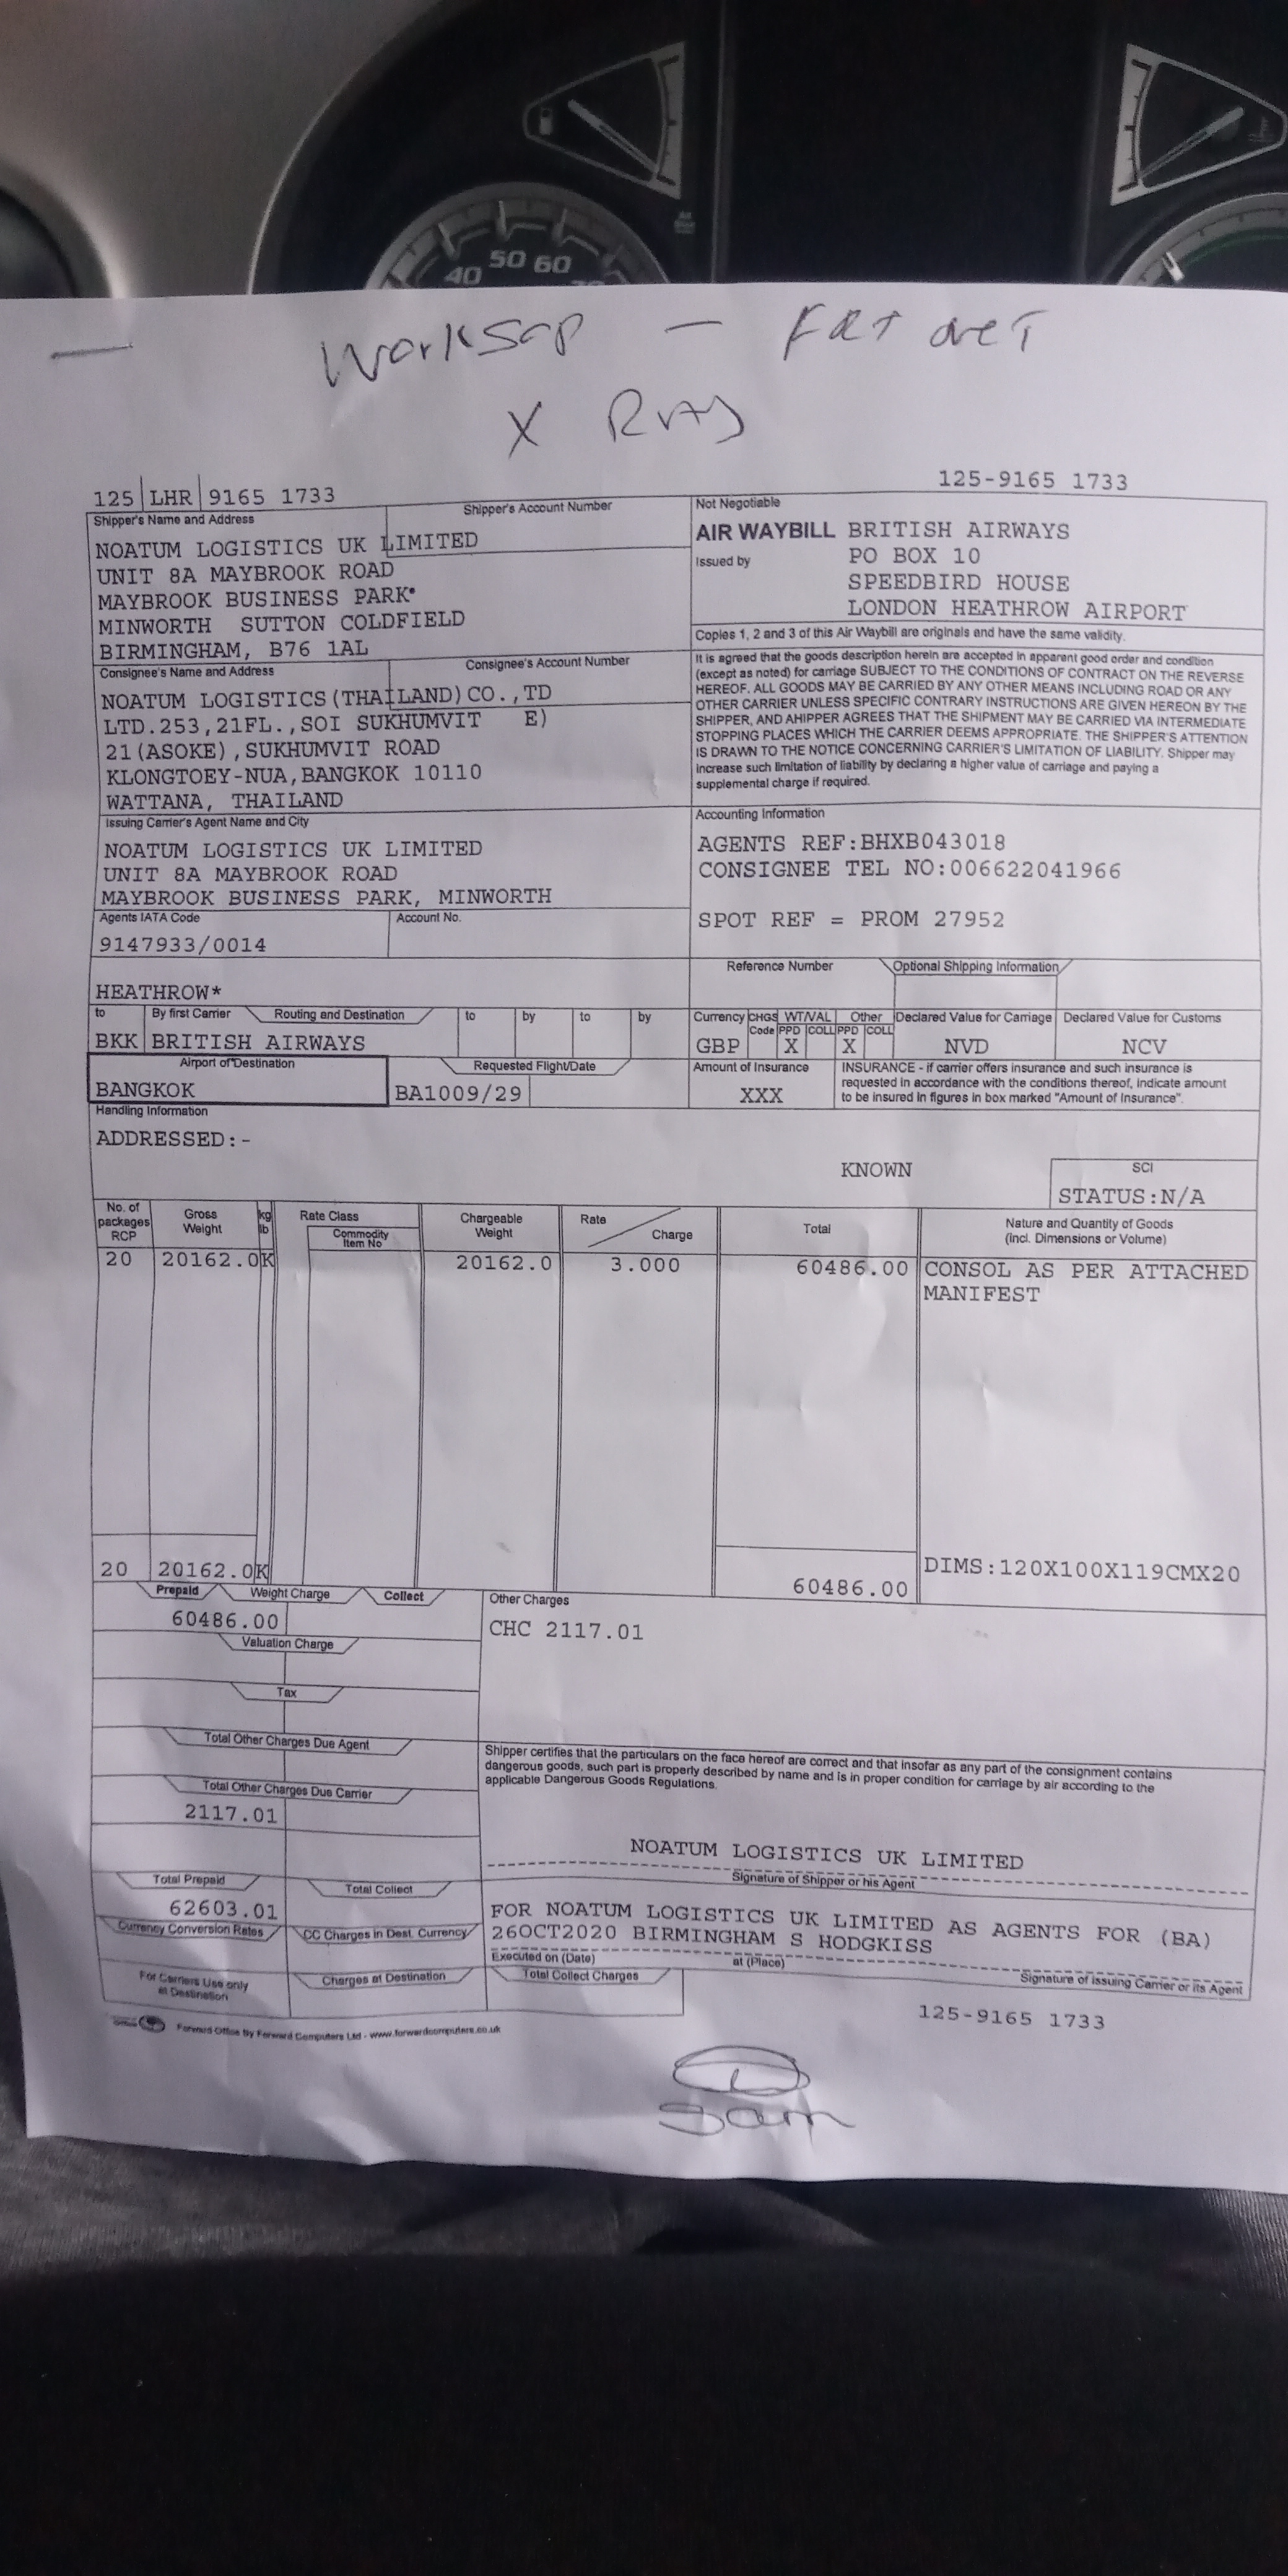 40 50 60
WorkSop - FRT NET
X RAY
125 LHR 9165 1733
125-9165 1733
Shipper's Name and Address
Shipper's Account Number
NOATUM LOGISTICS UK LIMITED
UNIT 8A MAYBROOK ROAD
MAYBROOK BUSINESS PARK
MINWORTH SUTTON COLDFIELD
BIRMINGHAM, B76 1AL
Not Negotiable
AIR WAYBILL BRITISH AIRWAYS
Issued by
PO BOX 10
SPEEDBIRD HOUSE
LONDON HEATHROW AIRPORT
Copies 1, 2 and 3 of this Air Waybill are originals and have the same validity.
Consignee's Name and Address
Consignee's Account Number
NOATUM LOGISTICS(THAILAND)CO.,TD
LTD.253,21FL.,SOI SUKHUMVIT E)
21(ASOKE),SUKHUMVIT ROAD
KLONGTOEY-NUA,BANGKOK 10110
WATTANA, THAILAND
It is agreed that the goods description herein are accepted in apparent good order and condition
(except as noted) for carriage SUBJECT TO THE CONDITIONS OF CONTRACT ON THE REVERSE
HEREOF. ALL GOODS MAY BE CARRIED BY ANY OTHER MEANS INCLUDING ROAD OR ANY
OTHER CARRIER UNLESS SPECIFIC CONTRARY INSTRUCTIONS ARE GIVEN HEREON BY THE
SHIPPER, AND AHIPPER AGREES THAT THE SHIPMENT MAY BE CARRIED VIA INTERMEDIATE
STOPPING PLACES WHICH THE CARRIER DEEMS APPROPRIATE. THE SHIPPER'S ATTENTION
IS DRAWN TO THE NOTICE CONCERNING CARRIER'S LIMITATION OF LIABILITY. Shipper may
increase such limitation of liability by declaring a higher value of carriage and paying a
supplemental charge if required.
Issuing Carrier's Agent Name and City
NOATUM LOGISTICS UK LIMITED
UNIT 8A MAYBROOK ROAD
MAYBROOK BUSINESS PARK, MINWORTH
Accounting Information
AGENTS REF:BHXB043018
CONSIGNEE TEL NO:006622041966
SPOT REF = PROM 27952
Agents IATA Code
Account No.
9147933/0014
HEATHROW*
Reference Number
Optional Shipping Information
to By first Carrier Routing and Destination to by to by
BKK BRITISH AIRWAYS
Currency CHGS Code WT/VAL PPD COLL Other PPD COLL Declared Value for Carriage Declared Value for Customs
GBP X X NVD NCV
Airport of Destination
Requested Flight/Date
BANGKOK
BA1009/29
Amount of Insurance
XXX
INSURANCE - if carrier offers insurance and such insurance is
requested in accordance with the conditions thereof, indicate amount
to be insured in figures in box marked "Amount of Insurance".
Handling Information
ADDRESSED:-
KNOWN
SCI
STATUS:N/A
No. of packages RCP
Gross Weight
kg lb
Rate Class
Commodity Item No
Chargeable Weight
Rate Charge
Total
Nature and Quantity of Goods
(incl. Dimensions or Volume)
20 20162.0K 20162.0 3.000 60486.00 CONSOL AS PER ATTACHED
MANIFEST
20 20162.0K 60486.00 DIMS:120X100X119CMX20
Prepaid Weight Charge Collect
60486.00
Other Charges
CHC 2117.01
Valuation Charge
Tax
Total Other Charges Due Agent
Shipper certifies that the particulars on the face hereof are correct and that insofar as any part of the consignment contains
dangerous goods, such part is properly described by name and is in proper condition for carriage by air according to the
applicable Dangerous Goods Regulations.
Total Other Charges Due Carrier
2117.01
NOATUM LOGISTICS UK LIMITED
Signature of Shipper or his Agent
Total Prepaid
Total Collect
62603.01
FOR NOATUM LOGISTICS UK LIMITED AS AGENTS FOR (BA)
26OCT2020 BIRMINGHAM S HODGKISS
Currency Conversion Rates
CC Charges in Dest. Currency
Executed on (Date)
at (Place)
Signature of issuing Carrier or its Agent
For Carriers Use only
at Destination
Charges at Destination
Total Collect Charges
125-9165 1733
Forward Office By Forward Computers Ltd - www.forwardcomputers.co.uk